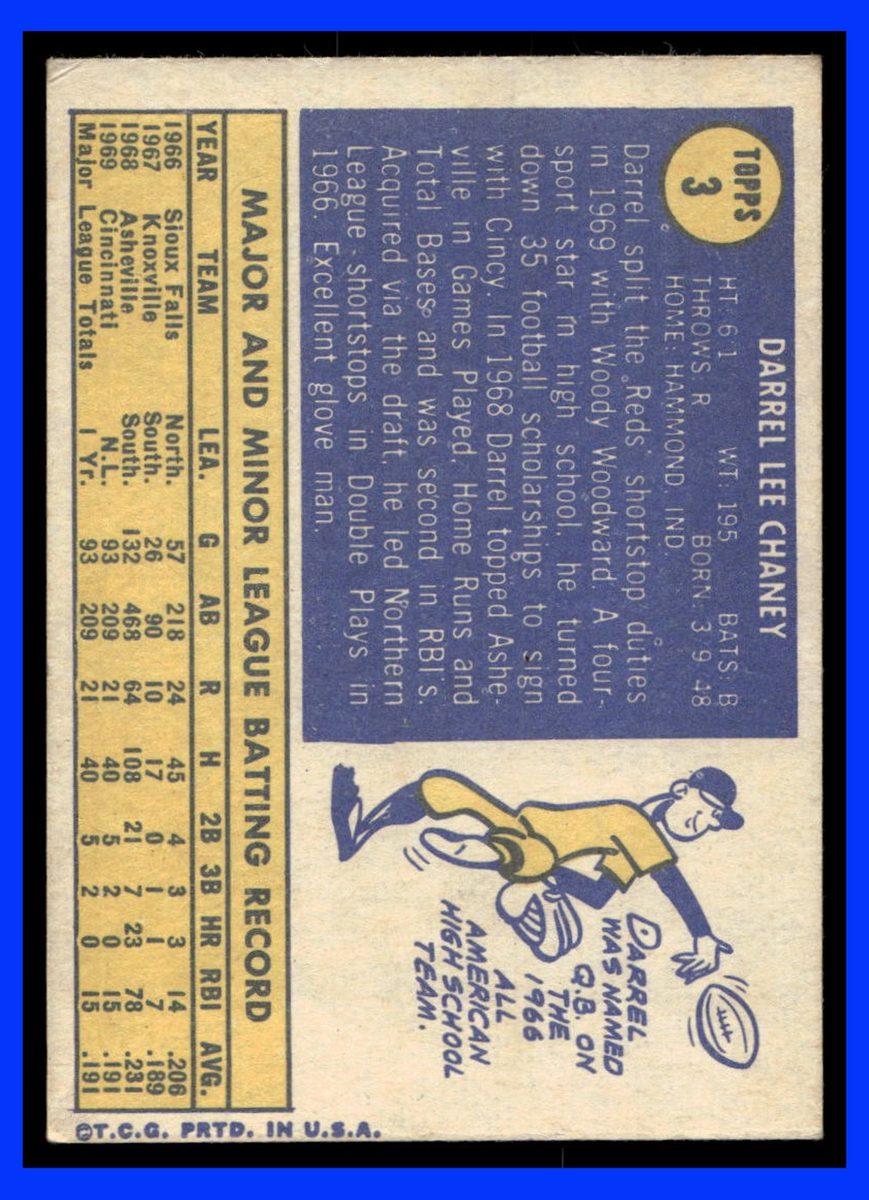 TOPPS
3
DARREL LEE CHANEY
HT: 6'1 WT: 195 BATS: B
THROWS: R BORN: 3-9-48
HOME: HAMMOND, IND.
Darrel split the Reds' shortstop duties
in 1969 with Woody Woodward. A four-
sport star in high school, he turned
down 35 football scholarships to sign
with Cincy. In 1968 Darrel topped Ashe-
ville in Games Played, Home Runs and
Total Bases and was second in RBI's.
Acquired via the draft, he led Northern
League shortstops in Double Plays in
1966. Excellent glove man.
DARREL
WAS NAMED
Q.B. ON
THE
1966
ALL
AMERICAN
HIGH SCHOOL
TEAM.
MAJOR AND MINOR LEAGUE BATTING RECORD
YEAR TEAM LEA. G AB R H 2B 3B HR RBI AVG.
1966 Sioux Falls North. 57 218 24 45 4 3 3 14 .206
1967 Knoxville South. 26 90 10 17 0 1 1 7 .189
1968 Asheville South. 132 468 64 108 21 7 23 78 .231
1969 Cincinnati N.L. 93 209 21 40 5 2 0 15 .191
Major League Totals 1 Yr. 93 209 21 40 5 2 0 15 .191
©T.C.G. PRTD. IN U.S.A.